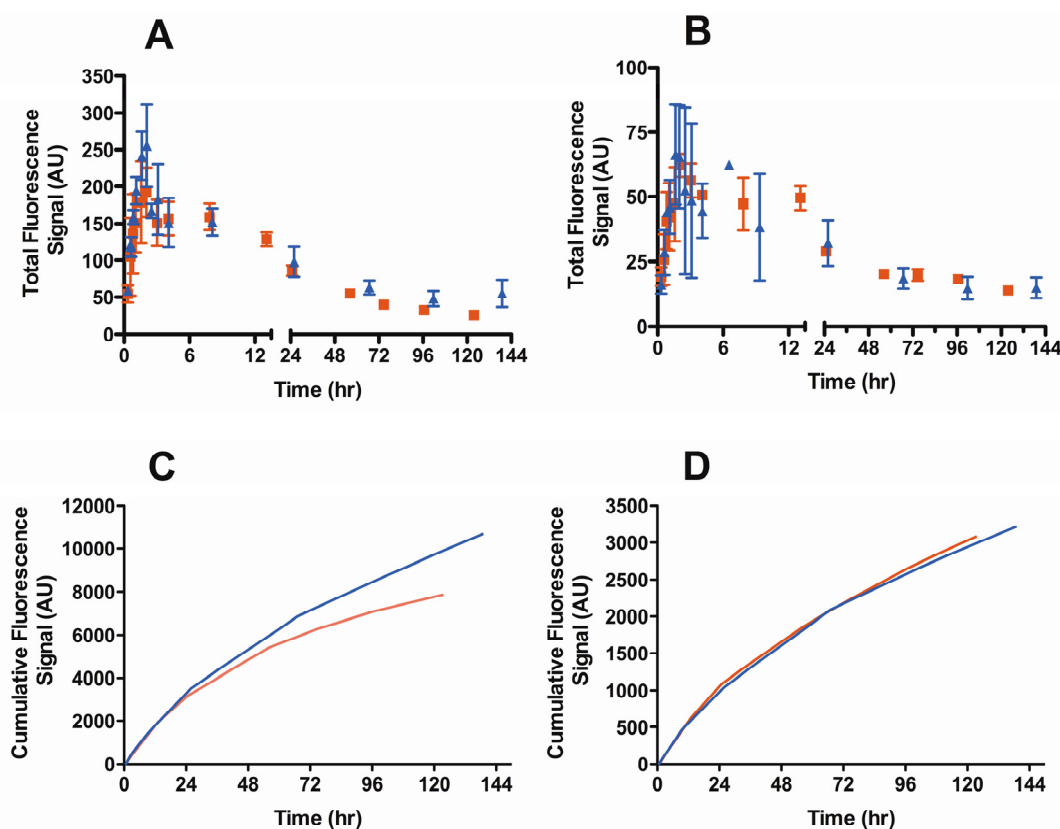 A
Total Fluorescence
Signal (AU)
350
300
250
200
150
100
50
0
0 6 12 24 48 72 96 120 144
Time (hr)
B
Total Fluorescence
Signal (AU)
100
75
50
25
0
0 6 12 24 48 72 96 120 144
Time (hr)
C
Cumulative Fluorescence
Signal (AU)
12000
10000
8000
6000
4000
2000
0
0 24 48 72 96 120 144
Time (hr)
D
Cumulative Fluorescence
Signal (AU)
3500
3000
2500
2000
1500
1000
500
0
0 24 48 72 96 120 144
Time (hr)